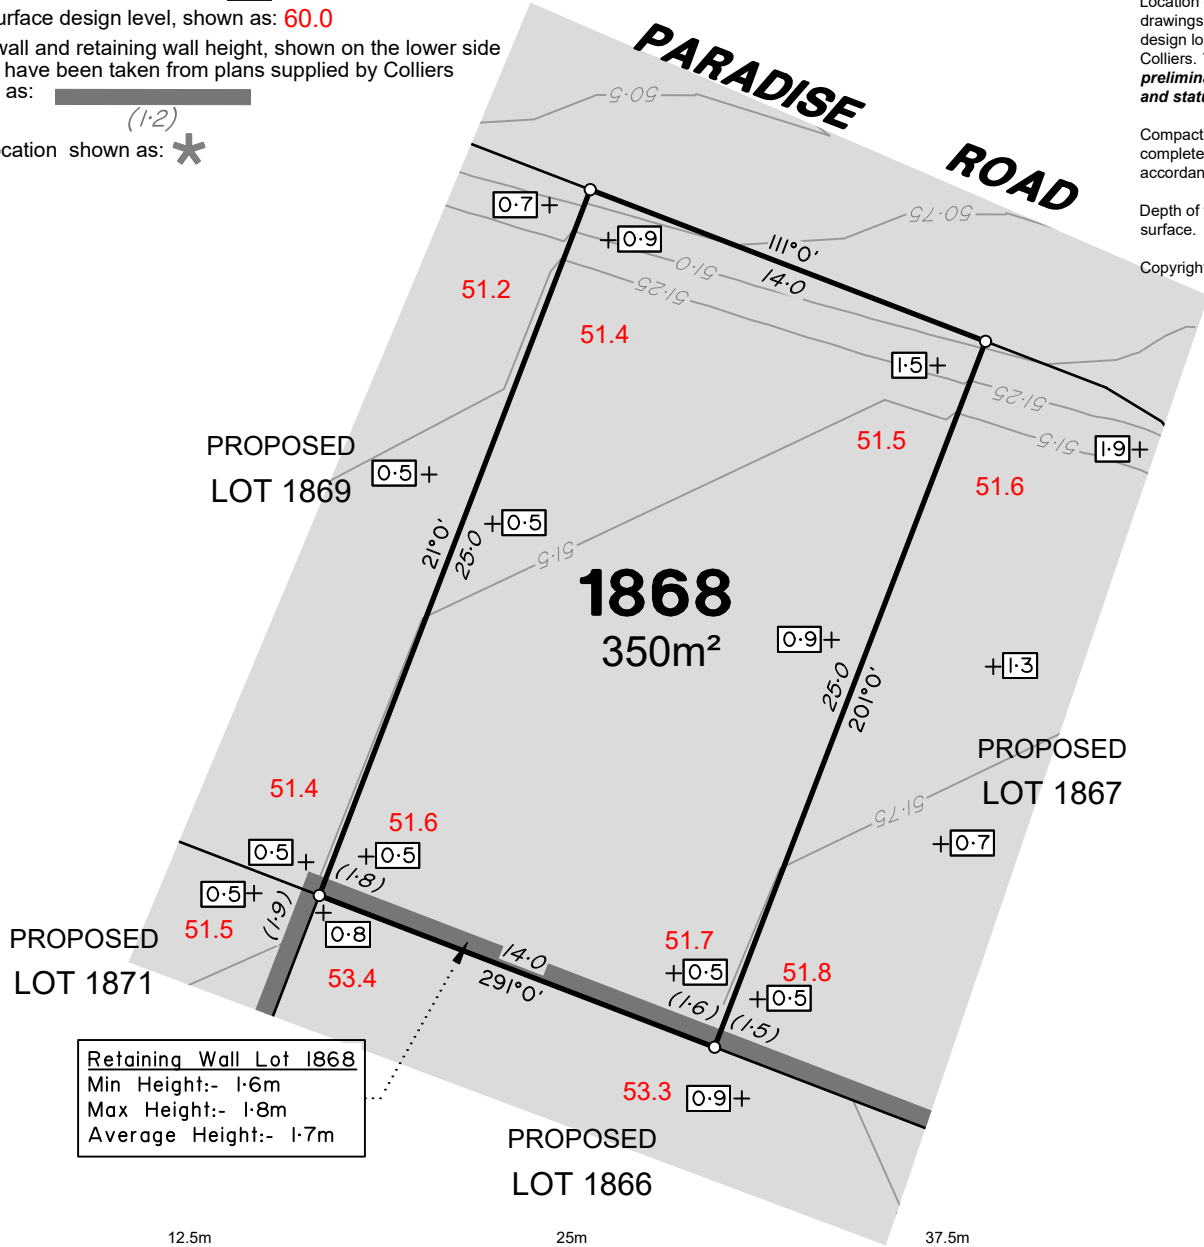 urface design level, shown as: 60.0
wall and retaining wall height, shown on the lower side
have been taken from plans supplied by Colliers
as:
(1·2)
ocation shown as:
Location
drawings
design lo
Colliers.
prelimina
and statu
Compact
complete
accordan
Depth of
surface.
Copyright
PARADISE ROAD
50·5
50·75
0·7
0·9
111°0'
14·0
51·0
51·25
51.2
51.4
1·5
51·25
51.5
51·5
1·9
51.6
PROPOSED
LOT 1869
0·5
0·5
21°0'
25·0
51·5
1868
350m²
0·9
1·3
25·0
201°0'
PROPOSED
LOT 1867
51·75
0·7
51.4
51.6
0·5
0·5
(1·8)
0·5
(1·9)
51.5
0·8
PROPOSED
LOT 1871
53.4
14·0
291°0'
51.7
0·5
51.8
0·5
(1·6)
(1·5)
Retaining Wall Lot 1868
Min Height:- 1·6m
Max Height:- 1·8m
Average Height:- 1·7m
53.3
0·9
PROPOSED
LOT 1866
12.5m 25m 37.5m